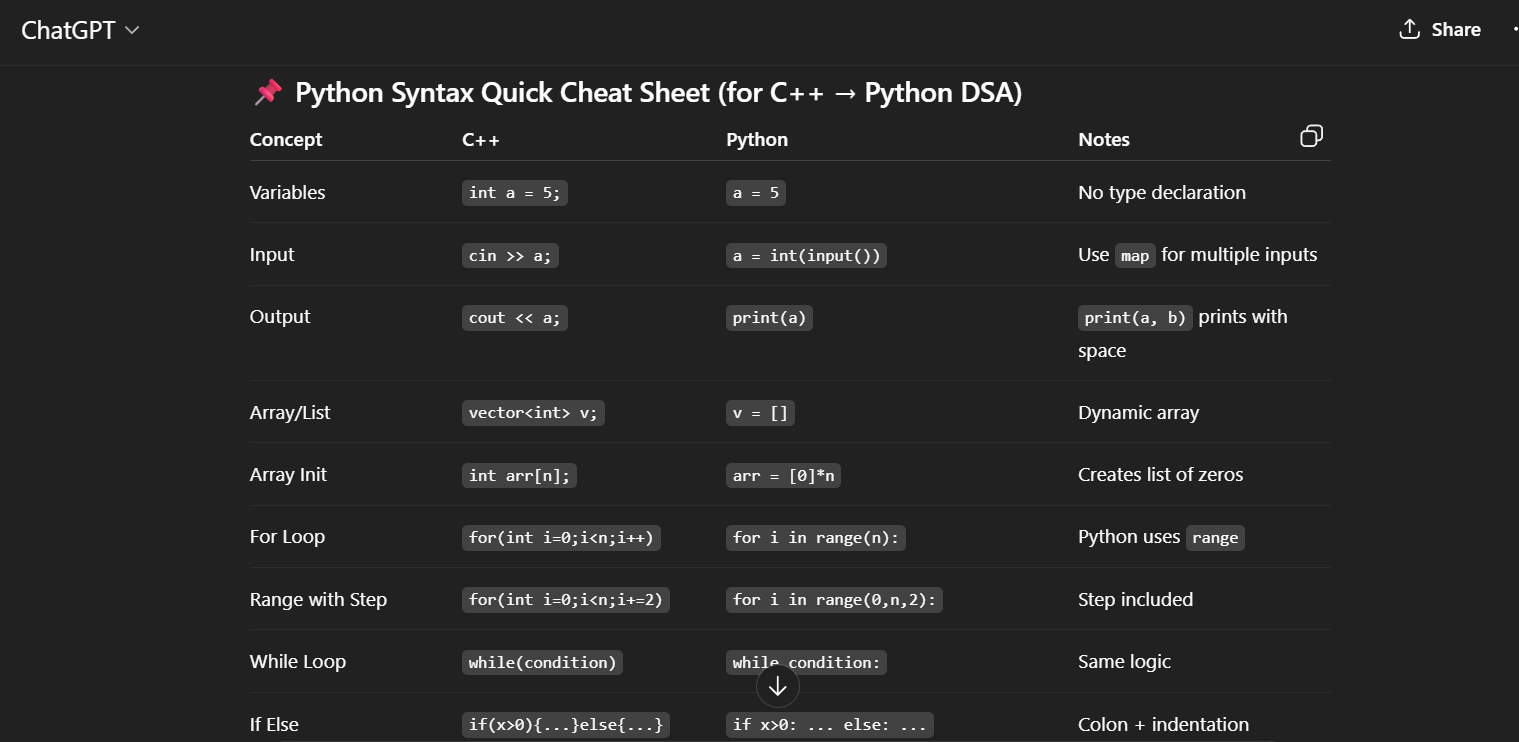 ChatGPT
Share
📌 Python Syntax Quick Cheat Sheet (for C++ → Python DSA)
Concept C++ Python Notes
Variables int a = 5; a = 5 No type declaration
Input cin >> a; a = int(input()) Use map for multiple inputs
Output cout << a; print(a) print(a, b) prints with
space
Array/List vector<int> v; v = [] Dynamic array
Array Init int arr[n]; arr = [0]*n Creates list of zeros
For Loop for(int i=0;i<n;i++) for i in range(n): Python uses range
Range with Step for(int i=0;i<n;i+=2) for i in range(0,n,2): Step included
While Loop while(condition) while condition: Same logic
If Else if(x>0){...}else{...} if x>0: ... else: ... Colon + indentation